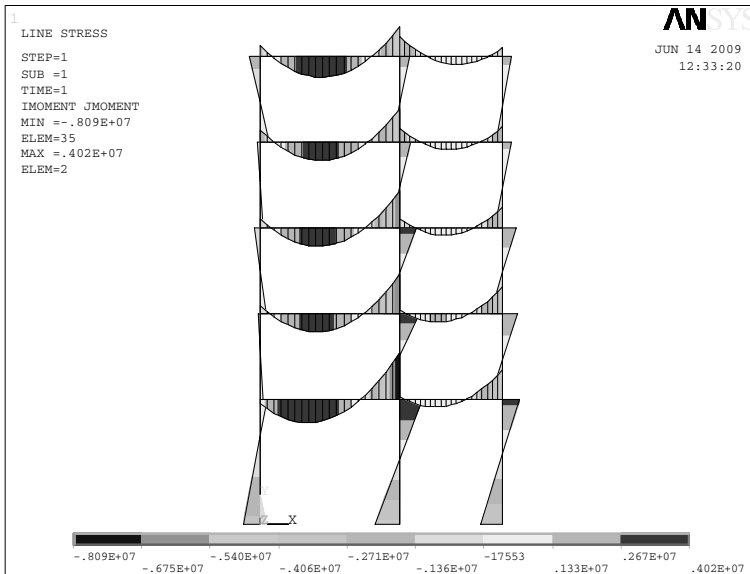 1
LINE STRESS
STEP=1
SUB =1
TIME=1
IMOMENT JMOMENT
MIN =-.809E+07
ELEM=35
MAX =.402E+07
ELEM=2
ANSYS
JUN 14 2009
12:33:20
Y
Z X
-.809E+07 -.540E+07 -.271E+07 -17553 .267E+07
-.675E+07 -.406E+07 -.136E+07 .133E+07 .402E+07